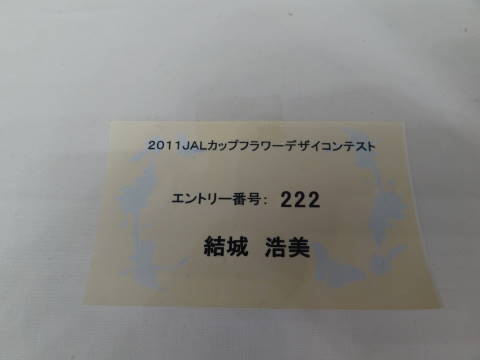 2011JALカップフラワーデザイコンテスト
エントリー番号: 222
結城 浩美